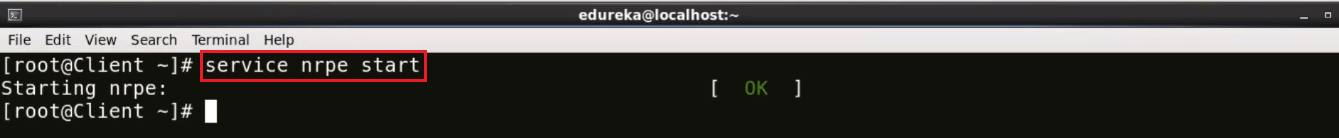 edureka@localhost:~
File Edit View Search Terminal Help
[root@Client ~]# service nrpe start
Starting nrpe: [ OK ]
[root@Client ~]#